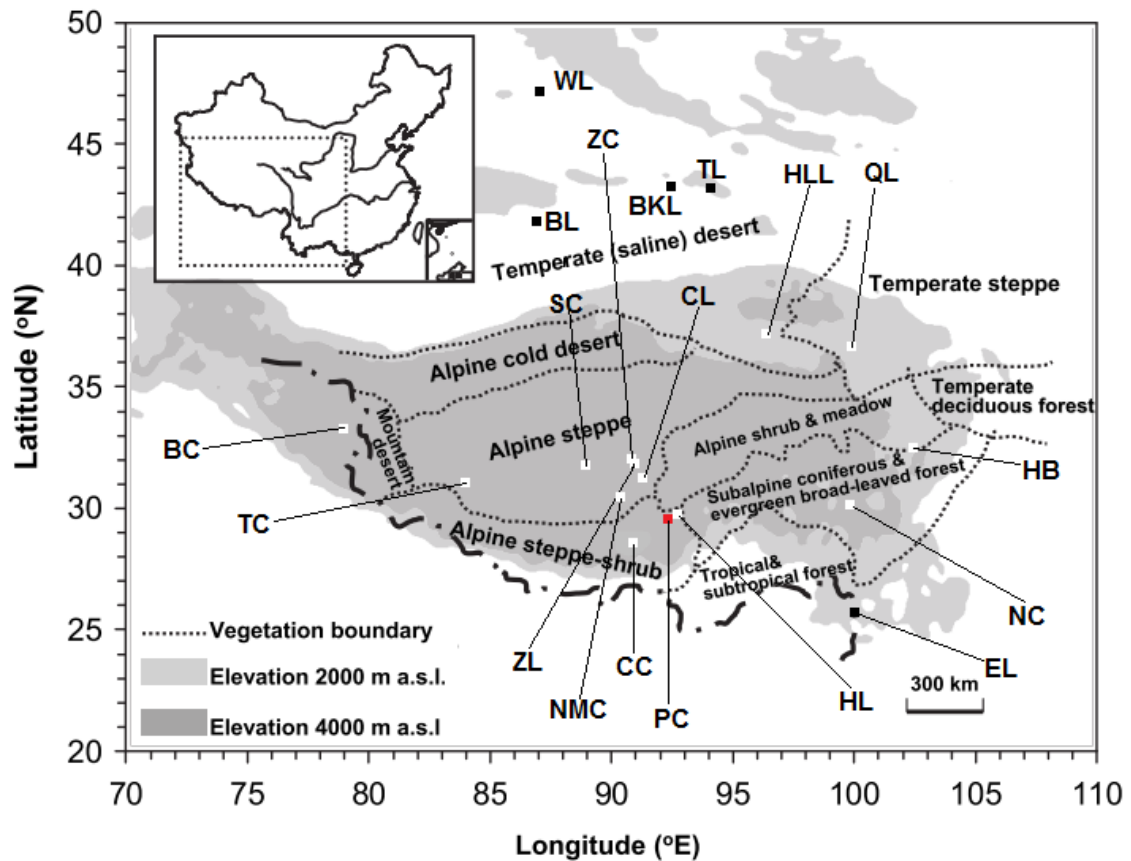 50
45
40
35
30
25
20
Latitude (ºN)
70
75
80
85
90
95
100
105
110
Longitude (ºE)
WL
ZC
TL
HLL
QL
BKL
BL
Temperate (saline) desert
Temperate steppe
SC
CL
Alpine cold desert
Temperate
deciduous forest
Mountain
desert
Alpine steppe
Alpine shrub & meadow
BC
HB
Subalpine coniferous &
evergreen broad-leaved forest
TC
Alpine steppe-shrub
Tropical&
subtropical forest
NC
Vegetation boundary
Elevation 2000 m a.s.l.
Elevation 4000 m a.s.l
ZL
CC
EL
NMC
PC
HL
300 km